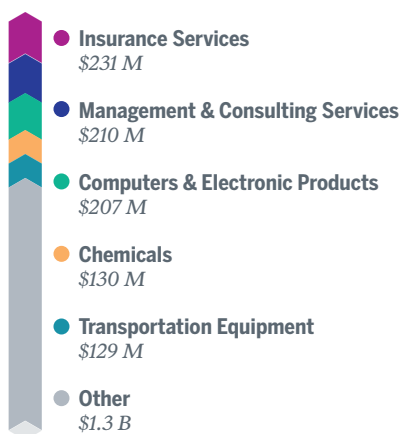 Insurance Services
$231 M
Management & Consulting Services
$210 M
Computers & Electronic Products
$207 M
Chemicals
$130 M
Transportation Equipment
$129 M
Other
$1.3 B